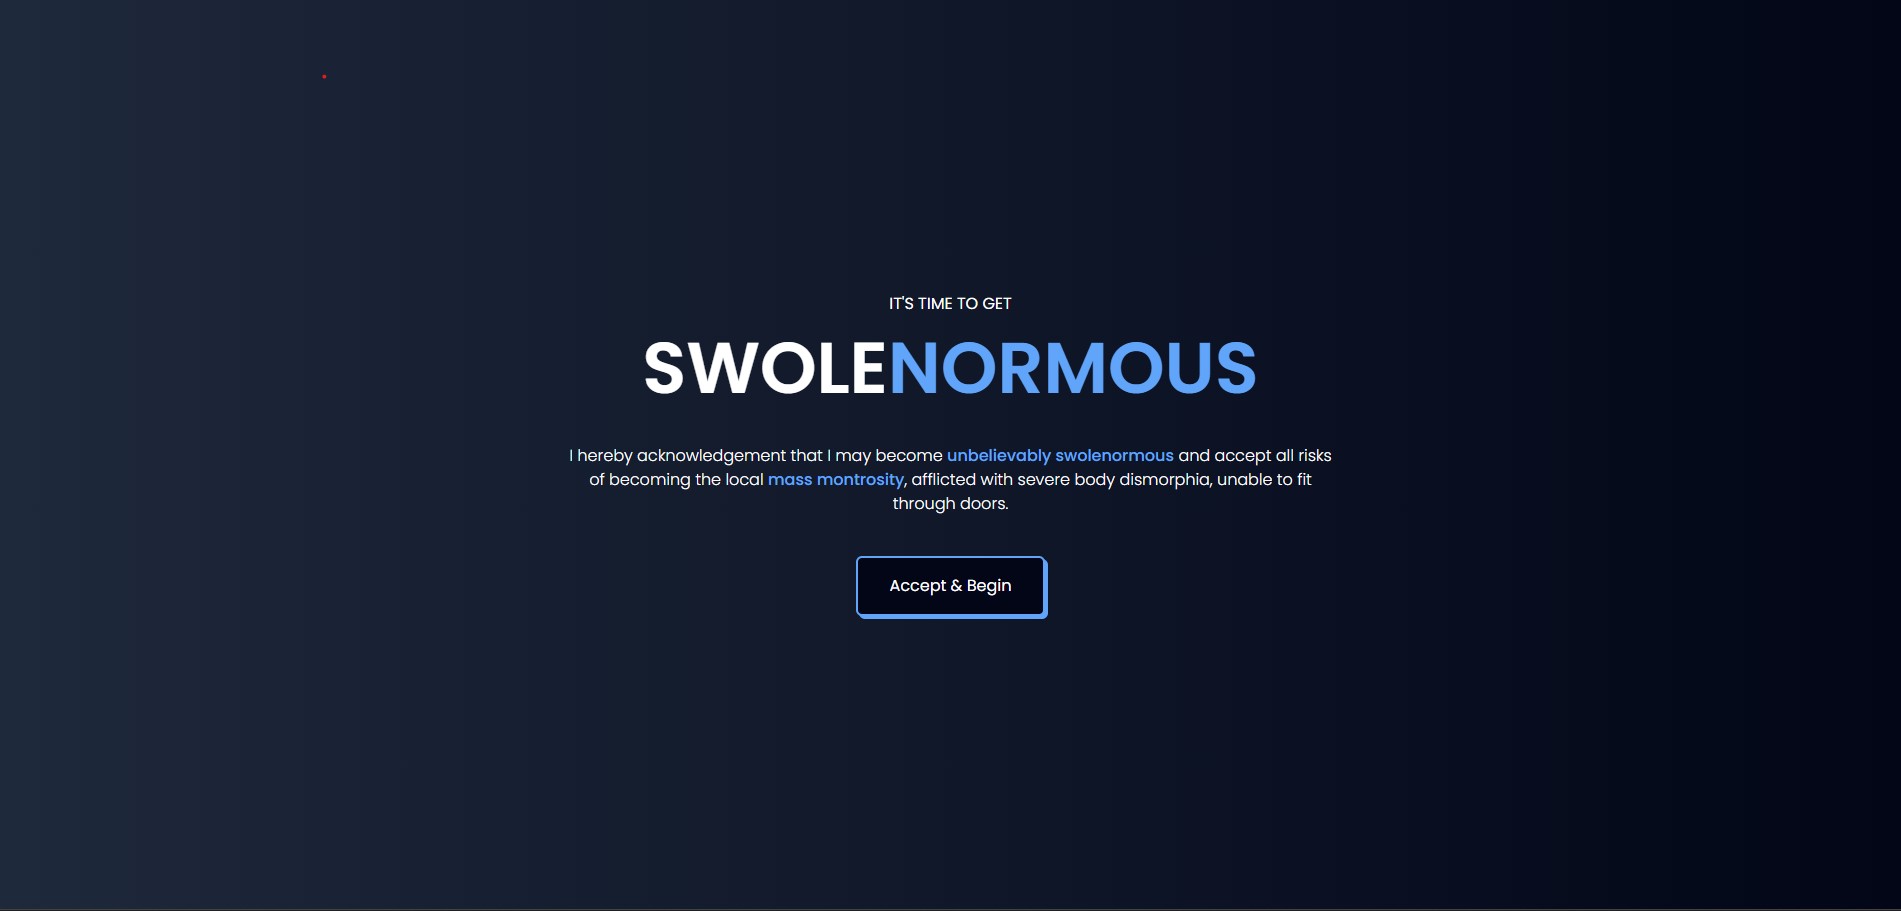 IT'S TIME TO GET
SWOLENORMOUS
I hereby acknowledgement that I may become unbelievably swolenormous and accept all risks
of becoming the local mass montrosity, afflicted with severe body dismorphia, unable to fit
through doors.
Accept & Begin